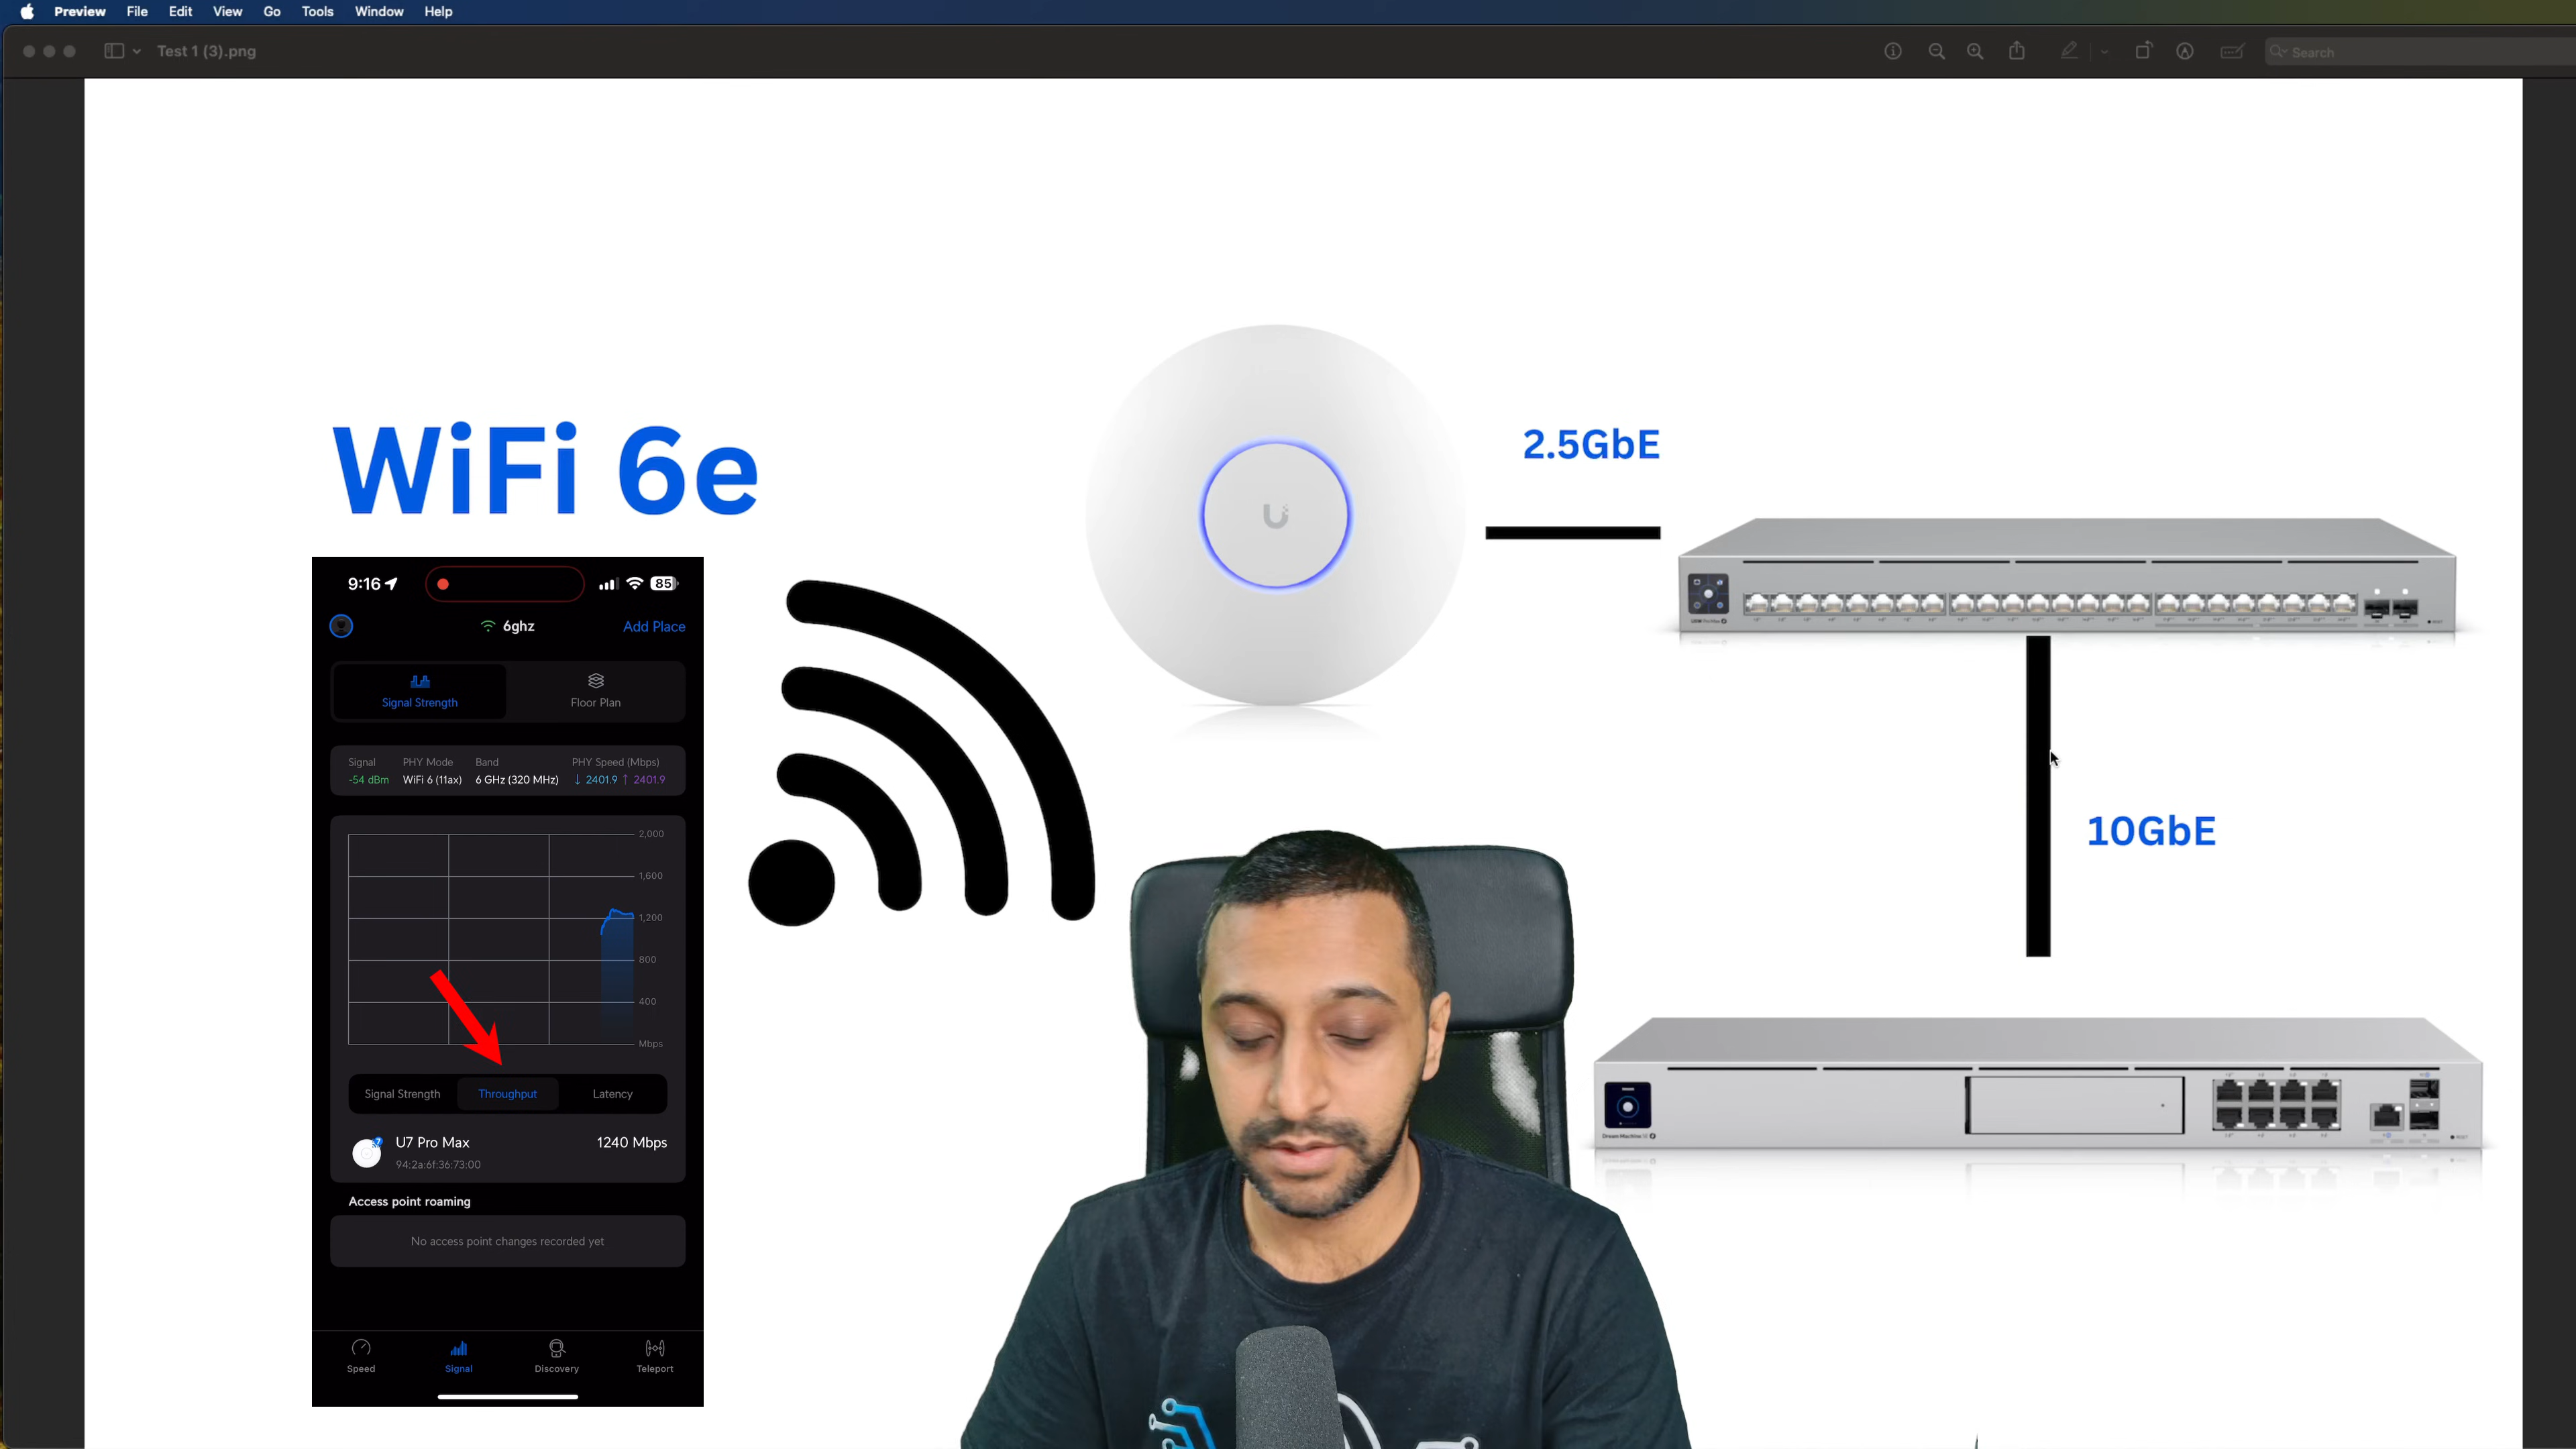 Preview File Edit View Go Tools Window Help
Test 1 (3).png
Search
WiFi 6e
2.5GbE
10GbE
9:16
85
6ghz
Add Place
Signal Strength
Floor Plan
Signal PHY Mode Band PHY Speed (Mbps)
-54 dBm WiFi 6 (11ax) 6 GHz (320 MHz) ↓ 2401.9 ↑ 2401.9
2,000
1,600
1,200
800
400
Mbps
Signal Strength Throughput Latency
U7 Pro Max 1240 Mbps
94:2a:6f:36:73:00
Access point roaming
No access point changes recorded yet
Speed Signal Discovery Teleport
Dream Machine SE